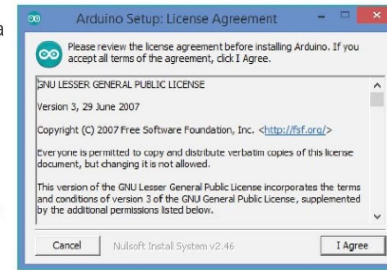 a
Arduino Setup: License Agreement
Please review the license agreement before installing Arduino. If you
accept all terms of the agreement, click I Agree.
GNU LESSER GENERAL PUBLIC LICENSE
Version 3, 29 June 2007
Copyright (C) 2007 Free Software Foundation, Inc. <http://fsf.org/>
Everyone is permitted to copy and distribute verbatim copies of this license
document, but changing it is not allowed.
This version of the GNU Lesser General Public License incorporates the terms
and conditions of version 3 of the GNU General Public License, supplemented
by the additional permissions listed below.
Cancel Nullsoft Install System v2.46 I Agree